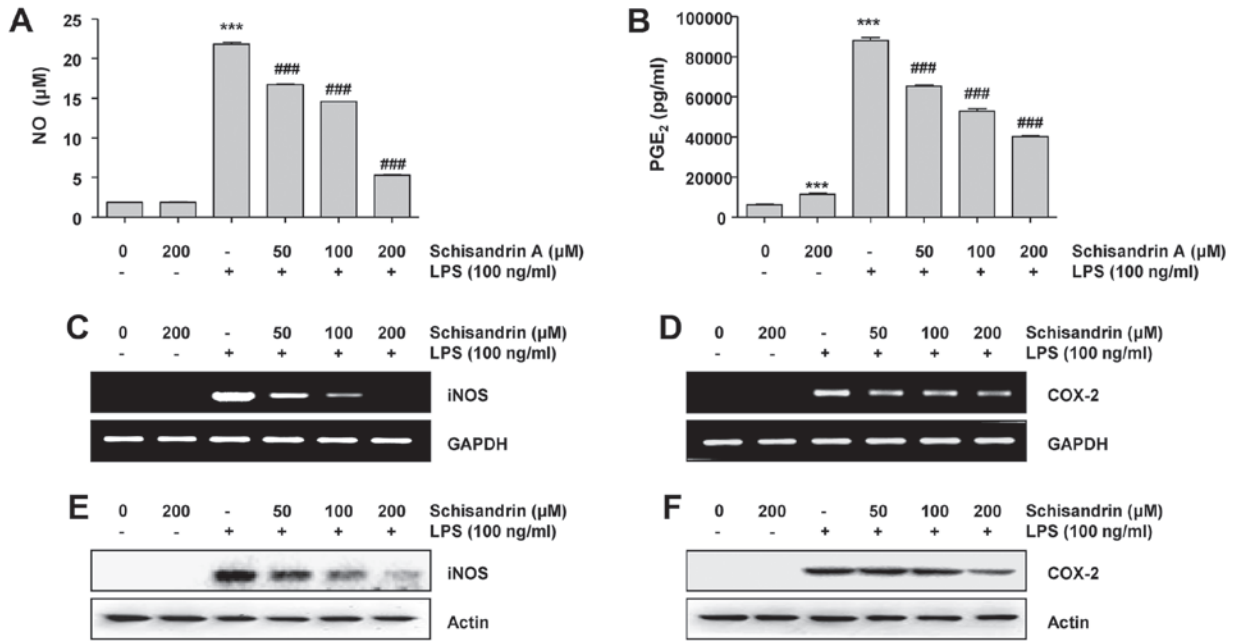 A
NO (µM)
25
20
15
10
5
0
***
###
###
###
0 200 - 50 100 200 Schisandrin A (µM)
- - + + + + LPS (100 ng/ml)
B
PGE2 (pg/ml)
100000
80000
60000
40000
20000
0
***
***
###
###
###
0 200 - 50 100 200 Schisandrin A (µM)
- - + + + + LPS (100 ng/ml)
C
0 200 - 50 100 200 Schisandrin (µM)
- - + + + + LPS (100 ng/ml)
iNOS
GAPDH
D
0 200 - 50 100 200 Schisandrin (µM)
- - + + + + LPS (100 ng/ml)
COX-2
GAPDH
E
0 200 - 50 100 200 Schisandrin (µM)
- - + + + + LPS (100 ng/ml)
iNOS
Actin
F
0 200 - 50 100 200 Schisandrin (µM)
- - + + + + LPS (100 ng/ml)
COX-2
Actin